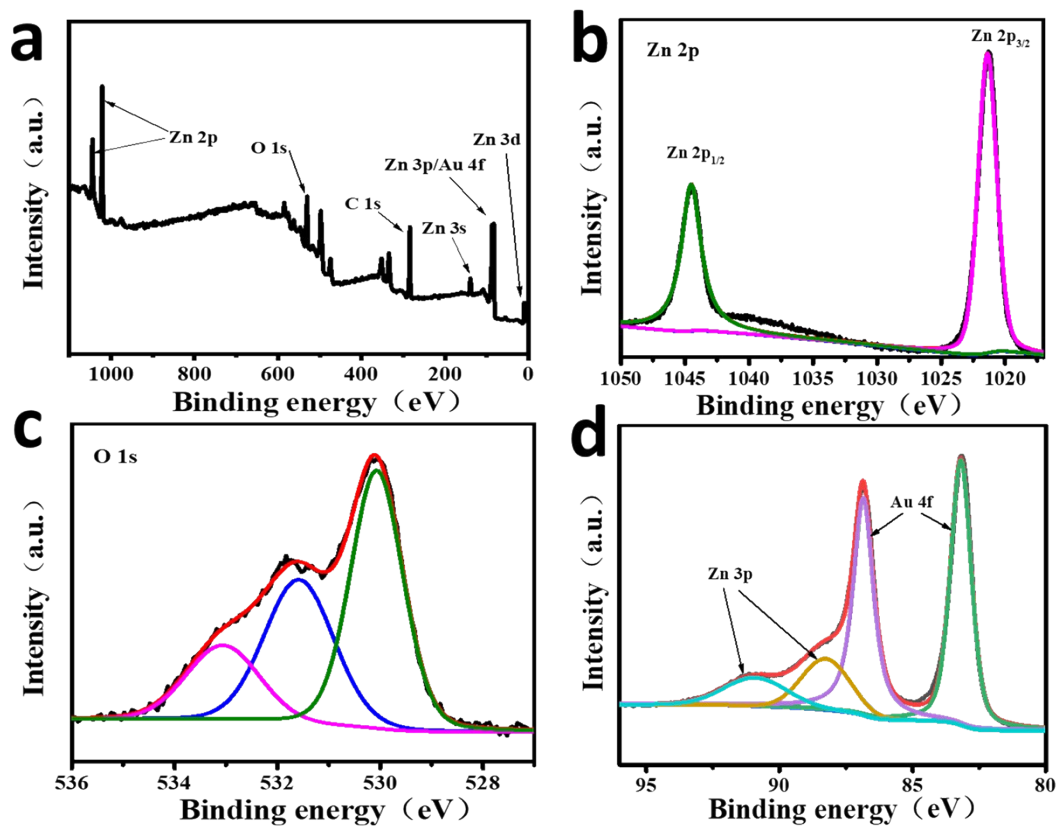 a
Zn 2p
O 1s
C 1s
Zn 3p/Au 4f
Zn 3s
Zn 3d
Intensity（a.u.）
1000 800 600 400 200 0
Binding energy（eV）
b
Zn 2p
Zn 2p3/2
Zn 2p1/2
Intensity（a.u.）
1050 1045 1040 1035 1030 1025 1020
Binding energy（eV）
c
O 1s
Intensity（a.u.）
536 534 532 530 528
Binding energy（eV）
d
Au 4f
Zn 3p
Intensity（a.u.）
95 90 85 80
Binding energy（eV）